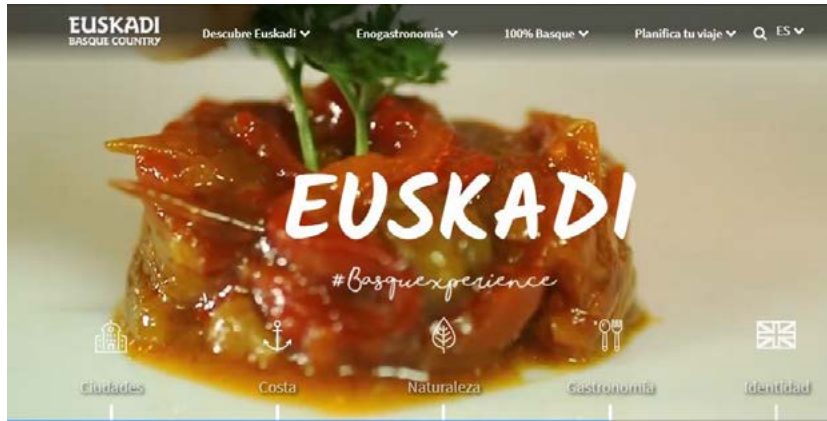 EUSKADI
BASQUE COUNTRY
Descubre Euskadi Enogastronomía 100% Basque Planifica tu viaje ES
EUSKADI
#Basquexperience
Ciudades Costa Naturaleza Gastronomía Identidad